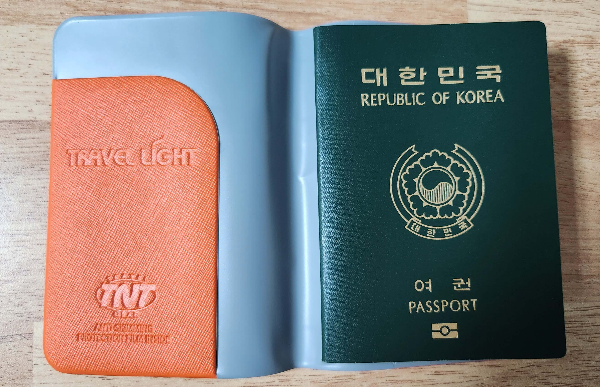 TRAVEL LIGHT
TNT
ANTI-SKIMMING
PROTECTION FILM INSIDE
대한민국
REPUBLIC OF KOREA
대한민국
여권
PASSPORT